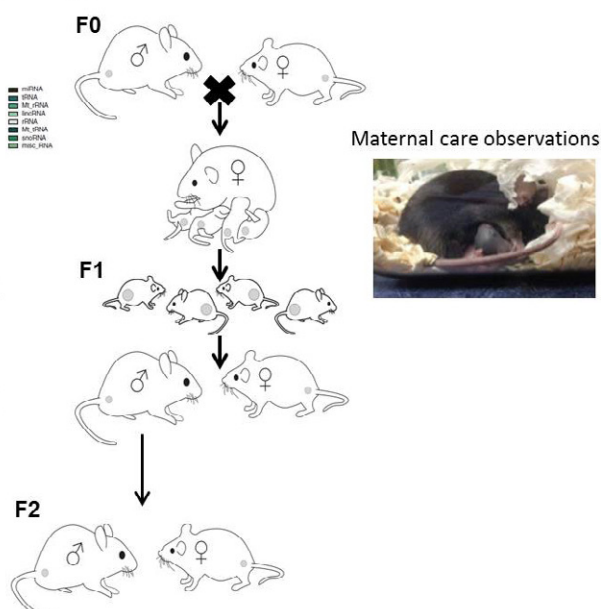 F0
miRNA
tRNA
Mt_rRNA
lincRNA
rRNA
Mt_tRNA
snoRNA
misc_RNA
♂
♀
Maternal care observations
♀
F1
♂
♀
F2
♂
♀